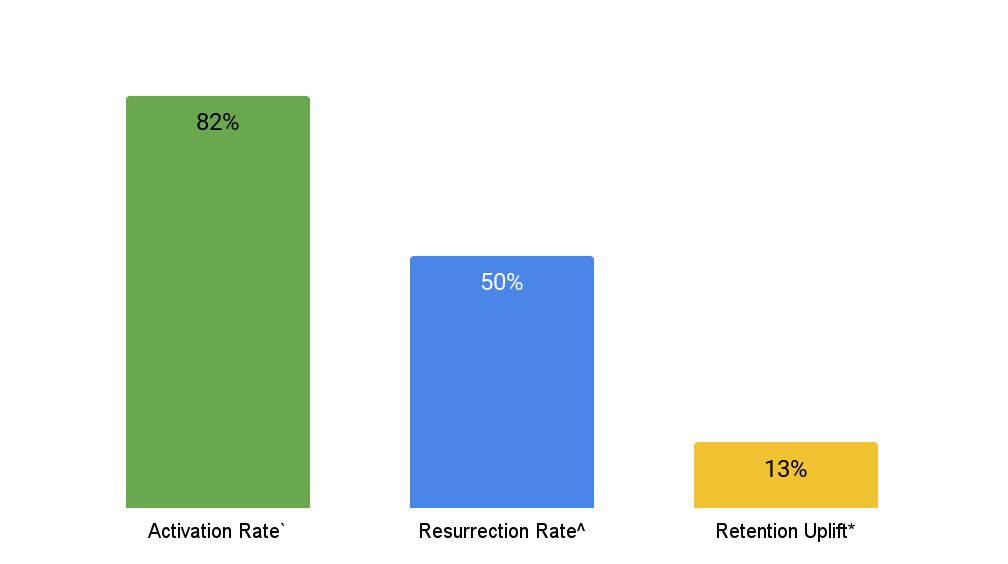 82%
50%
13%
Activation Rate`
Resurrection Rate^
Retention Uplift*